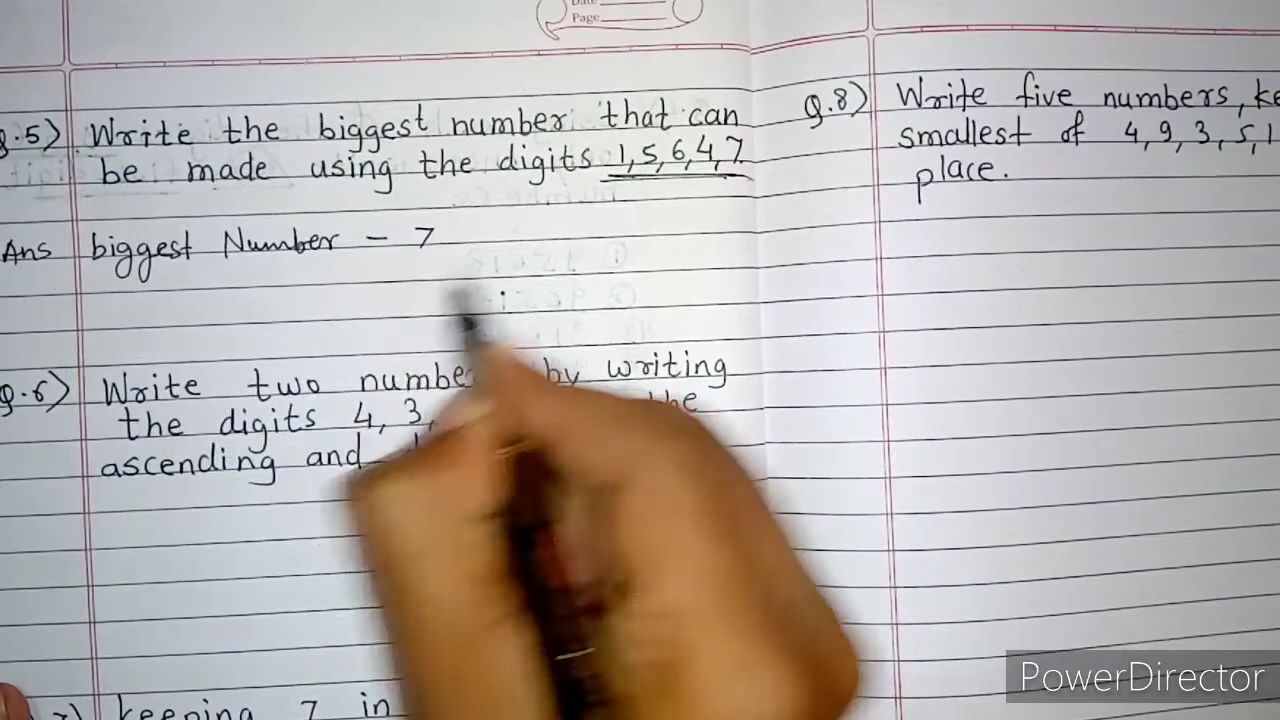 Page
Q.5) Write the biggest number that can
be made using the digits 1,5,6,4,7
Ans biggest Number - 7
Q.6) Write two by writing
the digits 4, 3,
ascending and
keeping 7 in
Q.8) Write five numbers,
smallest of 4,9,3,5,1
place.
PowerDirector